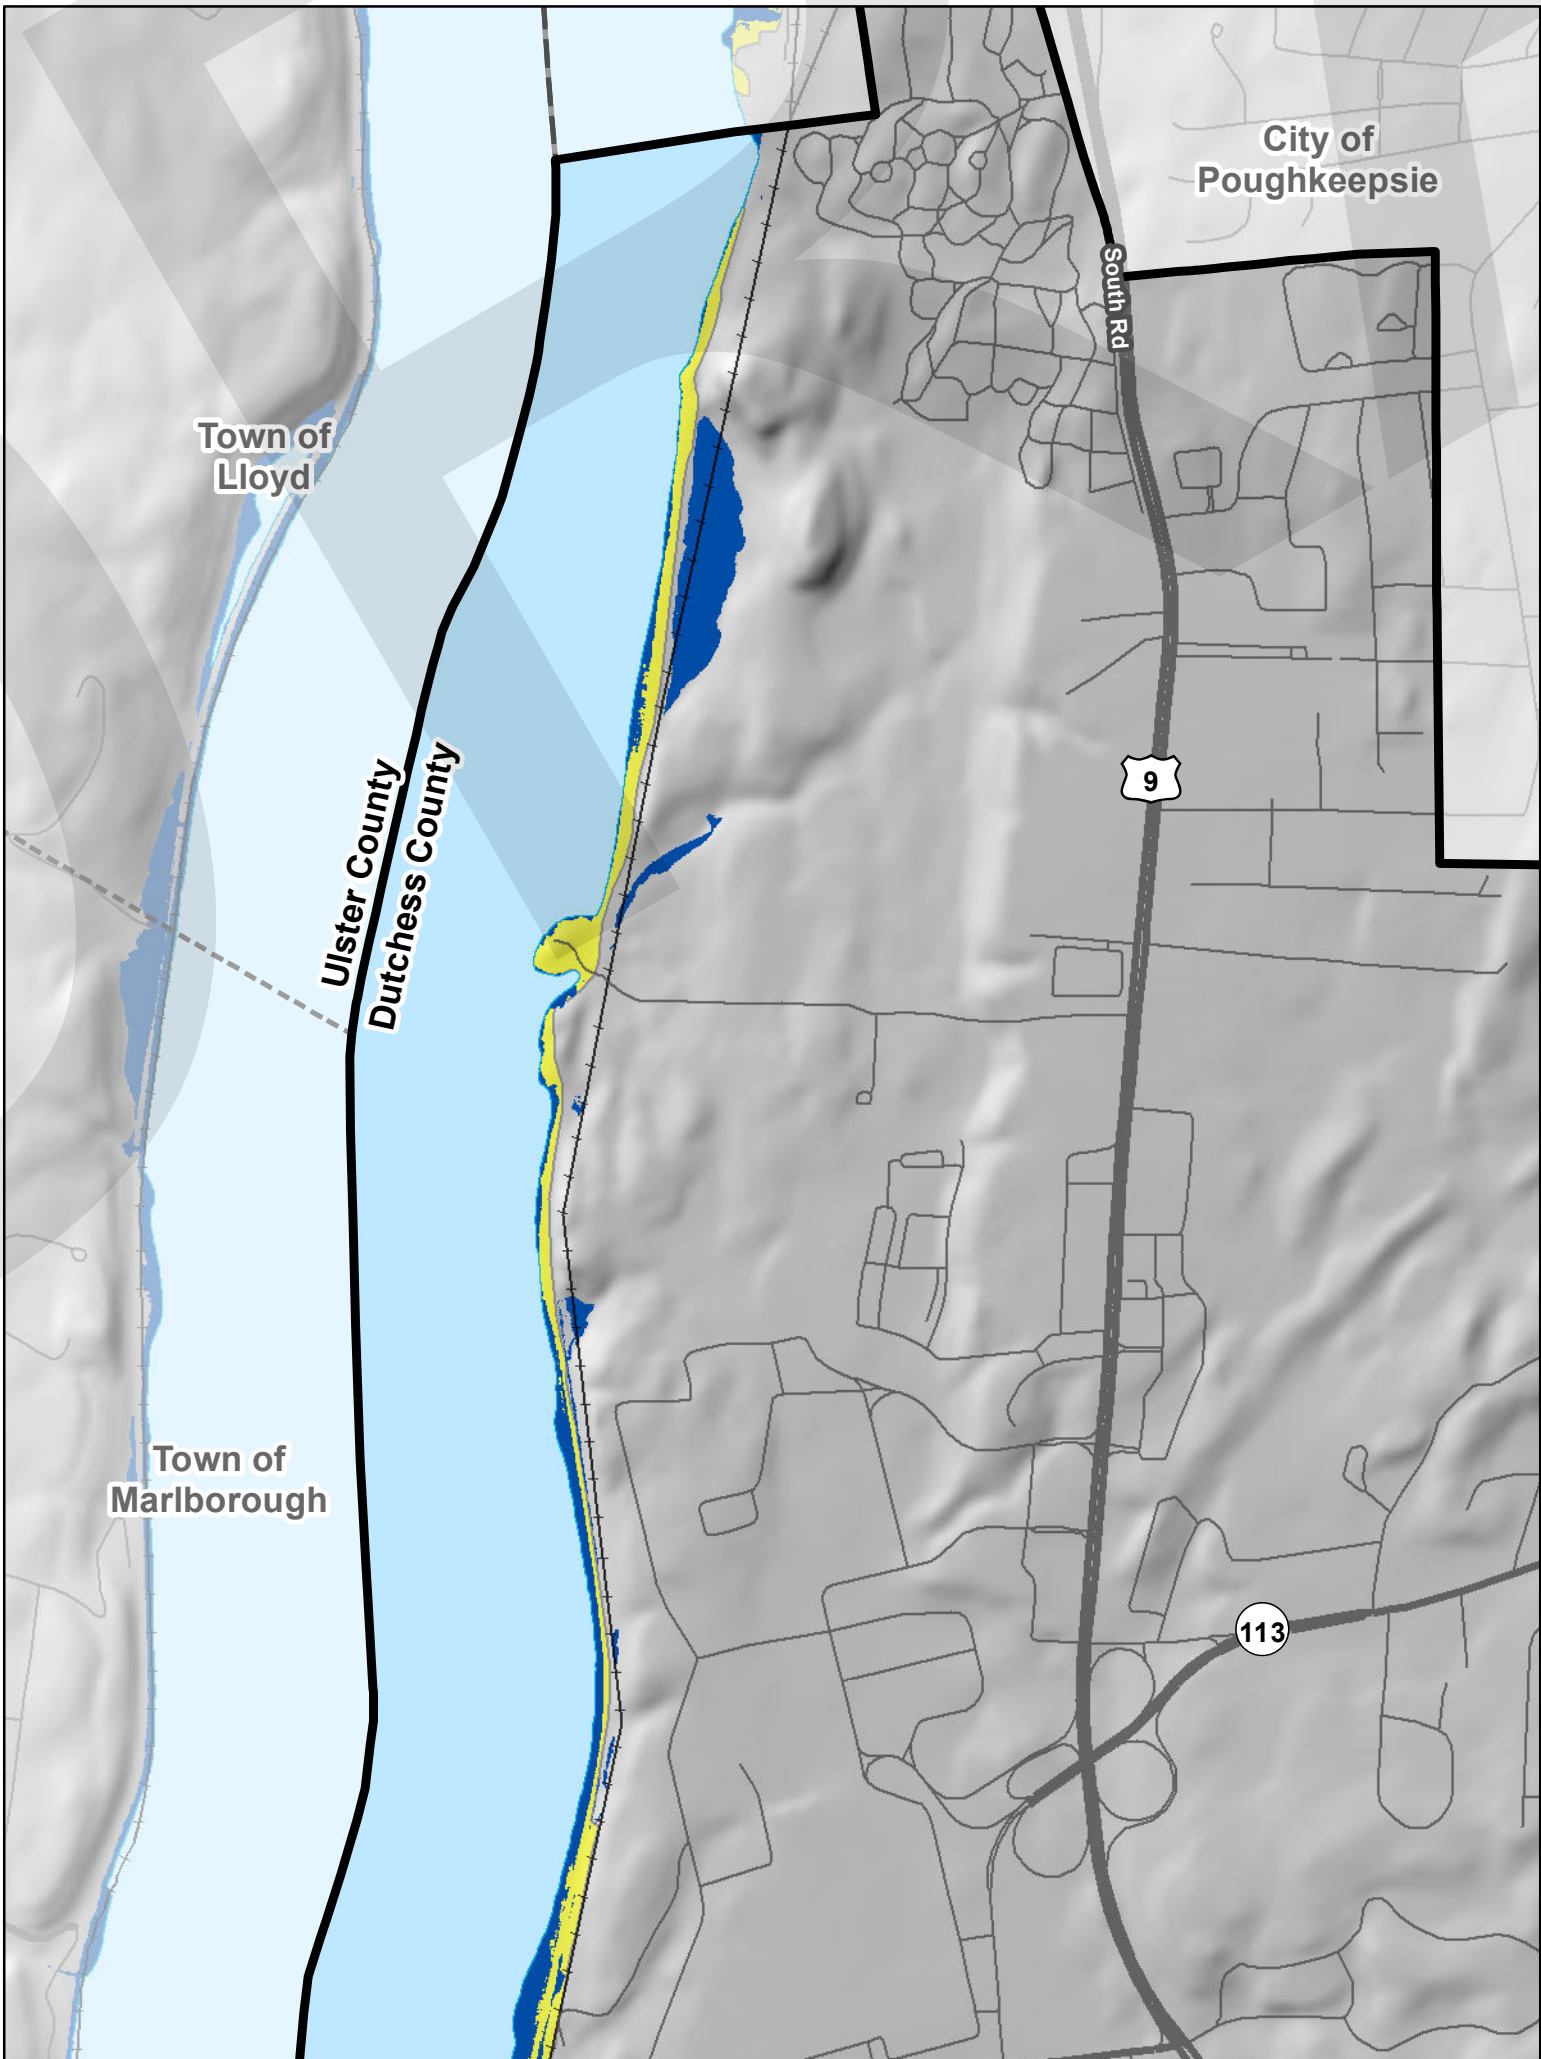 City of
Poughkeepsie
South Rd
Town of
Lloyd
9
Ulster County
Dutchess County
Town of
Marlborough
113